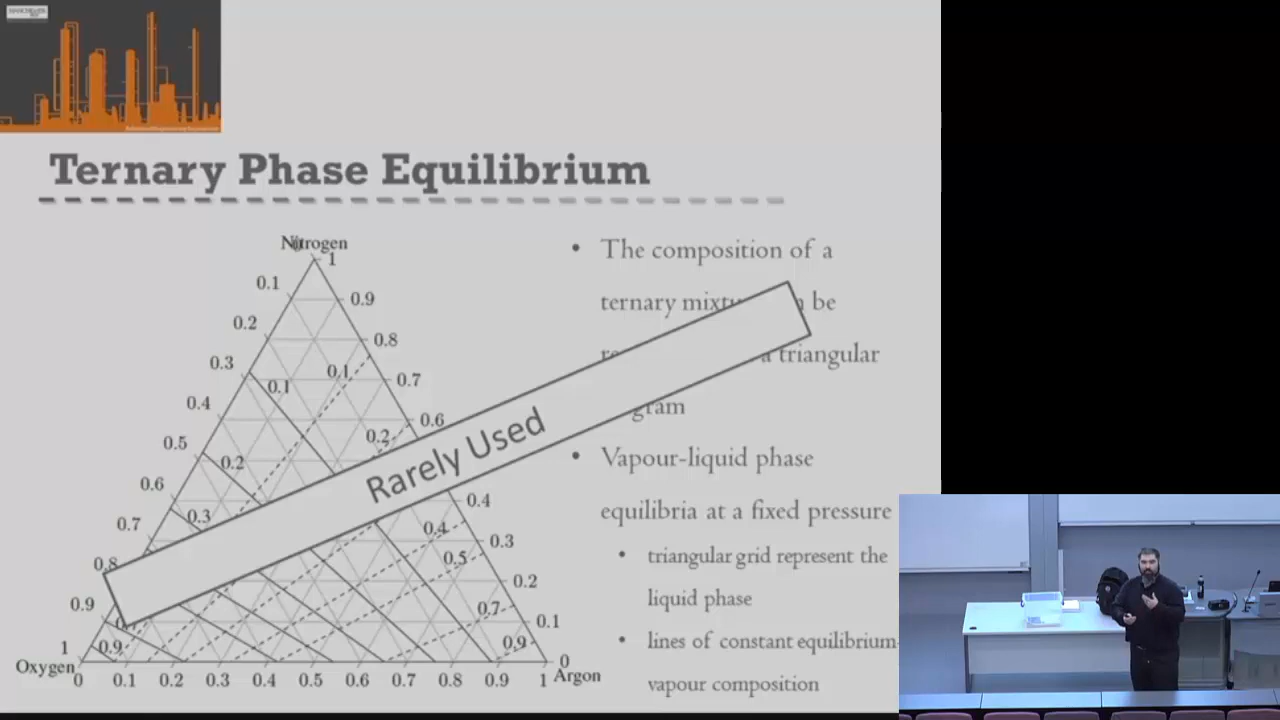 Ternary Phase Equilibrium
Nitrogen
1
0.1
0.9
0.2
0.8
0.3
0.1
0.1
0.7
0.4
0.2
0.6
0.5
0.2
0.6
0.3
0.4
0.4
0.7
0.3
0.5
0.8
0.2
0.9
0.7
0.1
1
0.9
0.9
0
Oxygen
Argon
0 0.1 0.2 0.3 0.4 0.5 0.6 0.7 0.8 0.9 1
Rarely Used
• The composition of a
ternary be
triangular
• Vapour-liquid phase
equilibria at a fixed pressure
• triangular grid represent the
liquid phase
• lines of constant equilibrium-
vapour composition